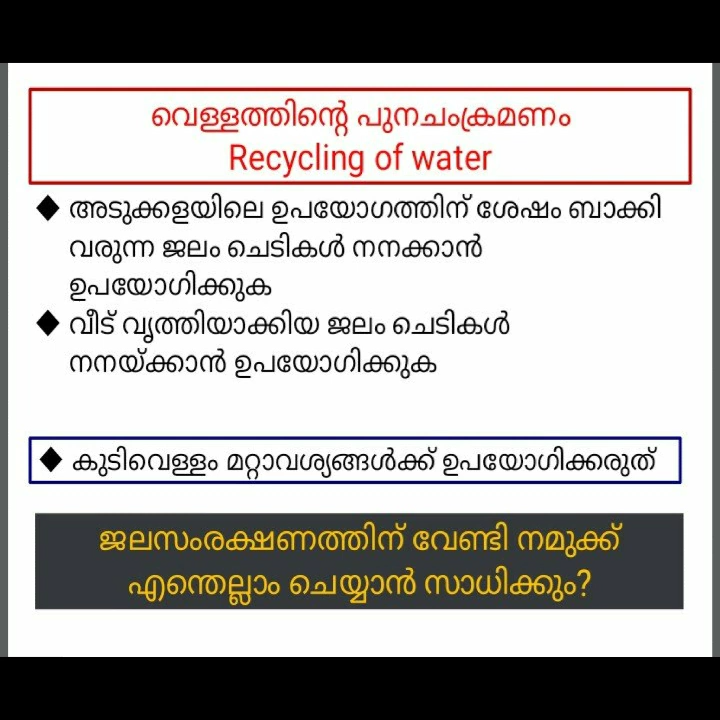 വെള്ളത്തിന്റെ പുനചംക്രമണം
Recycling of water
◆ അടുക്കളയിലെ ഉപയോഗത്തിന് ശേഷം ബാക്കി
വരുന്ന ജലം ചെടികൾ നനക്കാൻ
ഉപയോഗിക്കുക
◆ വീട് വൃത്തിയാക്കിയ ജലം ചെടികൾ
നനയ്ക്കാൻ ഉപയോഗിക്കുക
◆ കുടിവെള്ളം മറ്റാവശ്യങ്ങൾക്ക് ഉപയോഗിക്കരുത്
ജലസംരക്ഷണത്തിന് വേണ്ടി നമുക്ക്
എന്തെല്ലാം ചെയ്യാൻ സാധിക്കും?